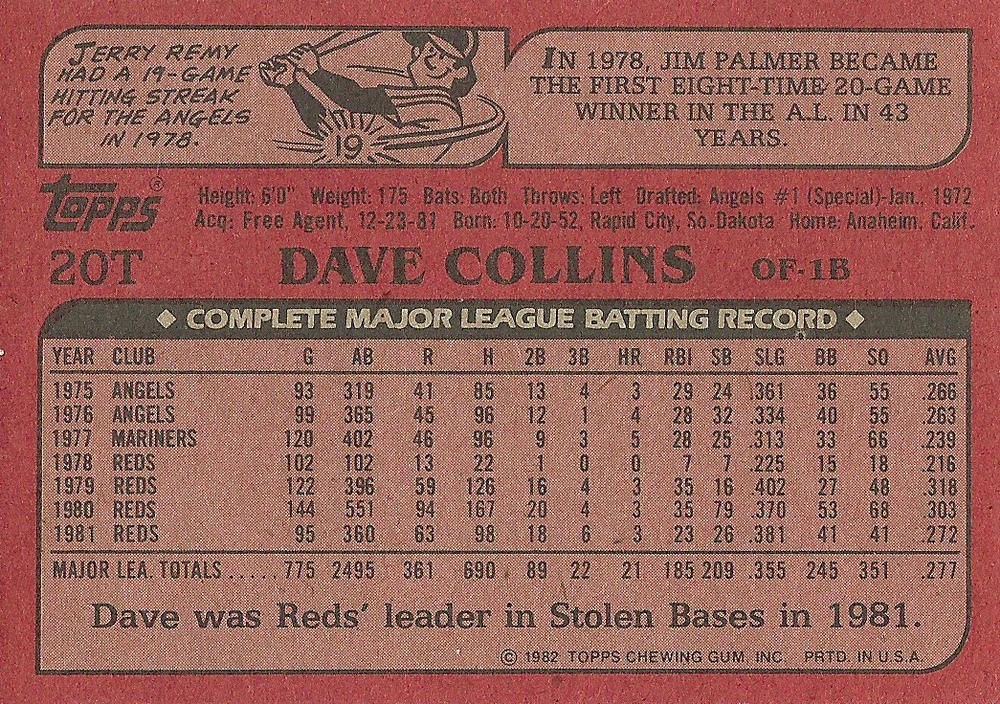 JERRY REMY
HAD A 19-GAME
HITTING STREAK
FOR THE ANGELS
IN 1978.
19
IN 1978, JIM PALMER BECAME
THE FIRST EIGHT-TIME 20-GAME
WINNER IN THE A.L. IN 43
YEARS.
TOPPS®
Height: 6'0" Weight: 175 Bats: Both Throws: Left Drafted: Angels #1 (Special)-Jan., 1972
Acq: Free Agent, 12-23-81 Born: 10-20-52, Rapid City, So. Dakota Home: Anaheim, Calif.
20T DAVE COLLINS OF-1B
◆ COMPLETE MAJOR LEAGUE BATTING RECORD ◆
YEAR CLUB G AB R H 2B 3B HR RBI SB SLG BB SO AVG
1975 ANGELS 93 319 41 85 13 4 3 29 24 .361 36 55 .266
1976 ANGELS 99 365 45 96 12 1 4 28 32 .334 40 55 .263
1977 MARINERS 120 402 46 96 9 3 5 28 25 .313 33 66 .239
1978 REDS 102 102 13 22 1 0 0 7 7 .225 15 18 .216
1979 REDS 122 396 59 126 16 4 3 35 16 .402 27 48 .318
1980 REDS 144 551 94 167 20 4 3 35 79 .370 53 68 .303
1981 REDS 95 360 63 98 18 6 3 23 26 .381 41 41 .272
MAJOR LEA. TOTALS ..... 775 2495 361 690 89 22 21 185 209 .355 245 351 .277
Dave was Reds' leader in Stolen Bases in 1981.
© 1982 TOPPS CHEWING GUM, INC. PRTD. IN U.S.A.